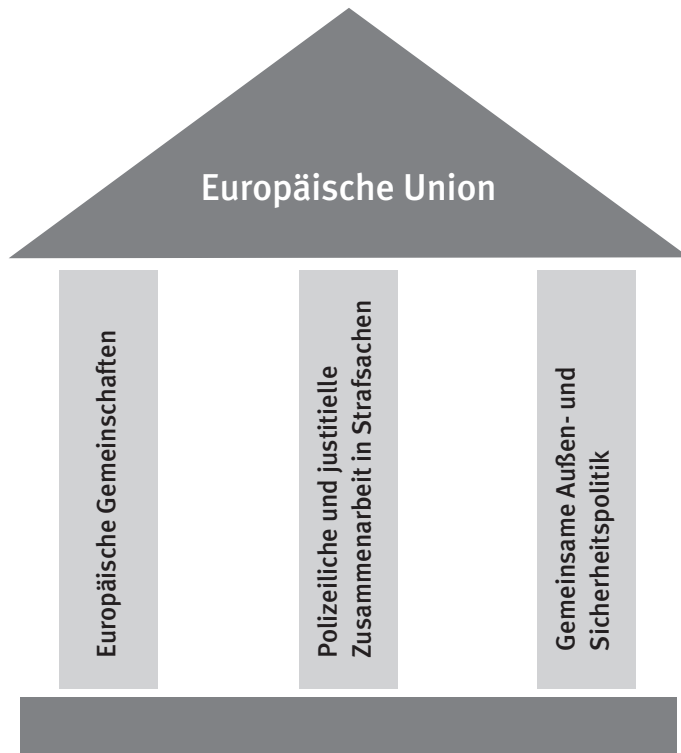 Europäische Union
Europäische Gemeinschaften
Polizeiliche und justitielle
Zusammenarbeit in Strafsachen
Gemeinsame Außen- und
Sicherheitspolitik